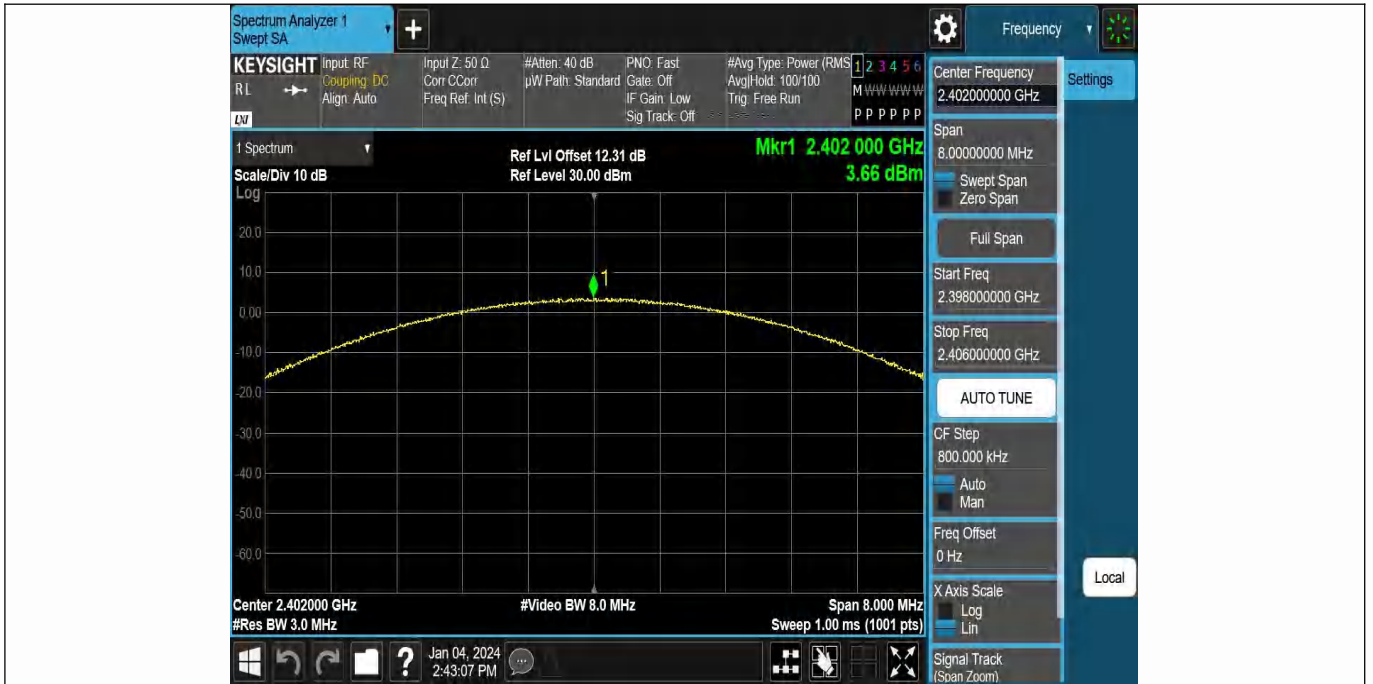 Spectrum Analyzer 1
Swept SA
+
Frequency
KEYSIGHT
RL
LXI
Input: RF
Coupling: DC
Align: Auto
Input Z: 50 Ω
Corr CCorr
Freq Ref: Int (S)
#Atten: 40 dB
µW Path: Standard
PNO: Fast
Gate: Off
IF Gain: Low
Sig Track: Off
#Avg Type: Power (RMS
Avg|Hold: 100/100
Trig: Free Run
1 2 3 4 5 6
M W W W W W
P P P P P P
1 Spectrum
Scale/Div 10 dB
Log
Ref Lvl Offset 12.31 dB
Ref Level 30.00 dBm
Mkr1 2.402 000 GHz
3.66 dBm
20.0
10.0
0.00
-10.0
-20.0
-30.0
-40.0
-50.0
-60.0
1
Center 2.402000 GHz
#Res BW 3.0 MHz
#Video BW 8.0 MHz
Span 8.000 MHz
Sweep 1.00 ms (1001 pts)
?
Jan 04, 2024
2:43:07 PM
Center Frequency
2.402000000 GHz
Settings
Span
8.00000000 MHz
Swept Span
Zero Span
Full Span
Start Freq
2.398000000 GHz
Stop Freq
2.406000000 GHz
AUTO TUNE
CF Step
800.000 kHz
Auto
Man
Freq Offset
0 Hz
X Axis Scale
Log
Lin
Local
Signal Track
(Span Zoom)